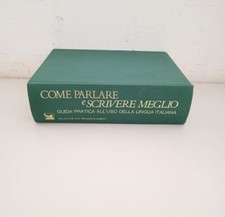 COME PARLARE
e SCRIVERE MEGLIO
GUIDA PRATICA ALL'USO DELLA LINGUA ITALIANA